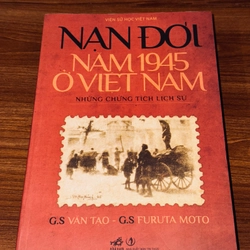 VIỆN SỬ HỌC VIỆT NAM
NẠN ĐÓI
NĂM 1945
Ở VIỆT NAM
NHỮNG CHỨNG TÍCH LỊCH SỬ
G.S VĂN TẠO - G.S FURUTA MOTO